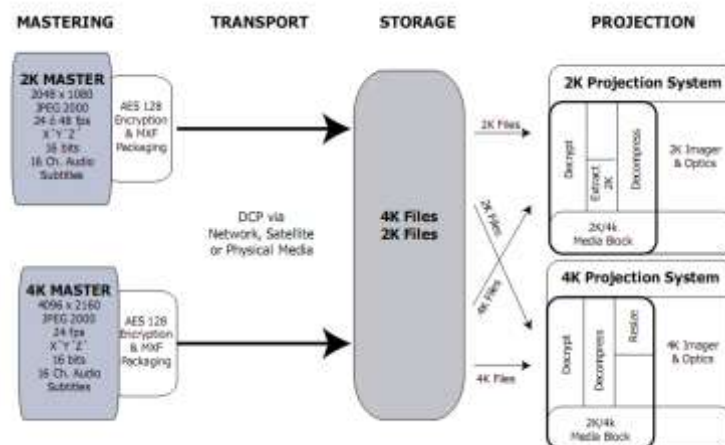 MASTERING
TRANSPORT
STORAGE
PROJECTION
2K MASTER
2048 x 1080
JPEG 2000
24 ó 48 fps
X´Y´Z´
16 bits
16 Ch. Audio
Subtitles
AES 128
Encryption
& MXF
Packaging
4K MASTER
4096 x 2160
JPEG 2000
24 fps
X´Y´Z´
16 bits
16 Ch. Audio
Subtitles
AES 128
Encryption
& MXF
Packaging
DCP via
Network, Satellite
or Physical Media
4K Files
2K Files
2K Files
2K Files
4K Files
4K Files
2K Projection System
Decrypt
Extract
2K
Decompress
2K Imager
& Optics
2K/4k
Media Block
4K Projection System
Decrypt
Decompress
Resize
4K Imager
& Optics
2K/4k
Media Block